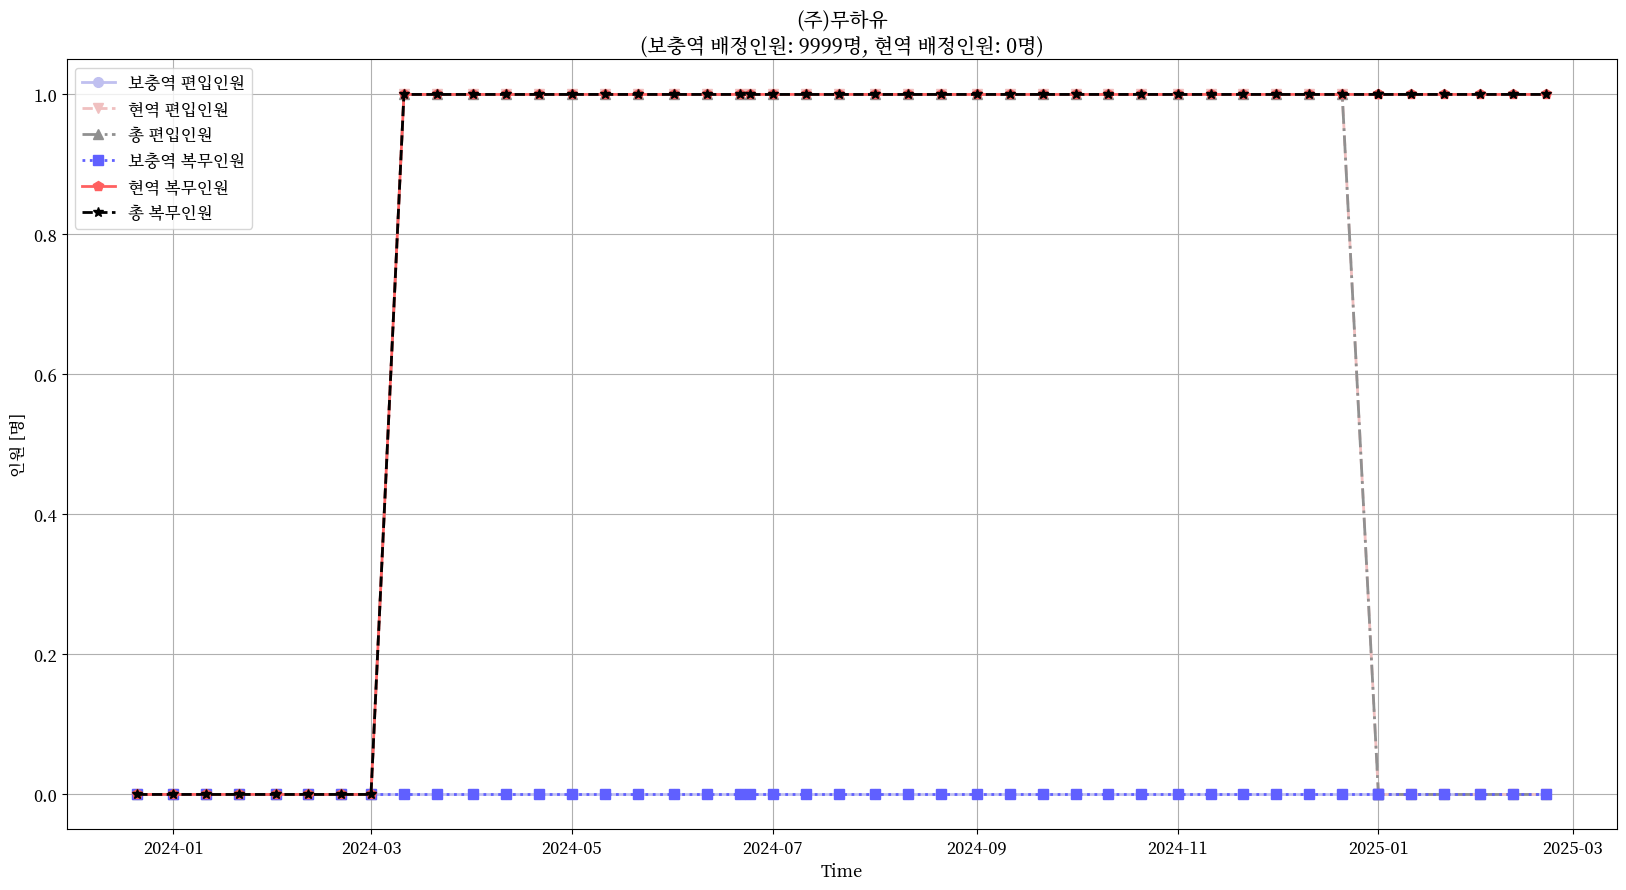 (주)무하유
(보충역 배정인원: 9999명, 현역 배정인원: 0명)
보충역 편입인원
현역 편입인원
총 편입인원
보충역 복무인원
현역 복무인원
총 복무인원
인원 [명]
1.0
0.8
0.6
0.4
0.2
0.0
2024-01
2024-03
2024-05
2024-07
2024-09
2024-11
2025-01
2025-03
Time